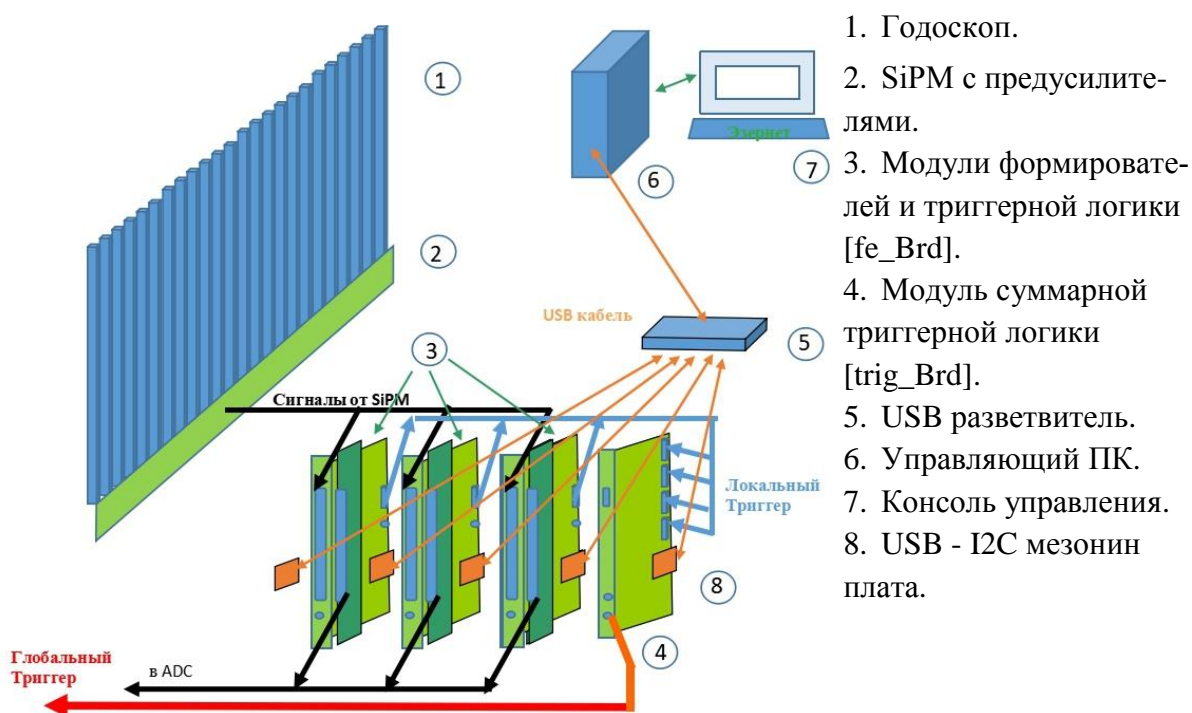 1
2
3
4
5
6
7
8
Эзернет
USB кабель
Сигналы от SiPM
Локальный
Триггер
Глобальный
Триггер
в ADC
1. Годоскоп.
2. SiPM с предусилите-
лями.
3. Модули формировате-
лей и триггерной логики
[fe_Brd].
4. Модуль суммарной
триггерной логики
[trig_Brd].
5. USB разветвитель.
6. Управляющий ПК.
7. Консоль управления.
8. USB - I2C мезонин
плата.